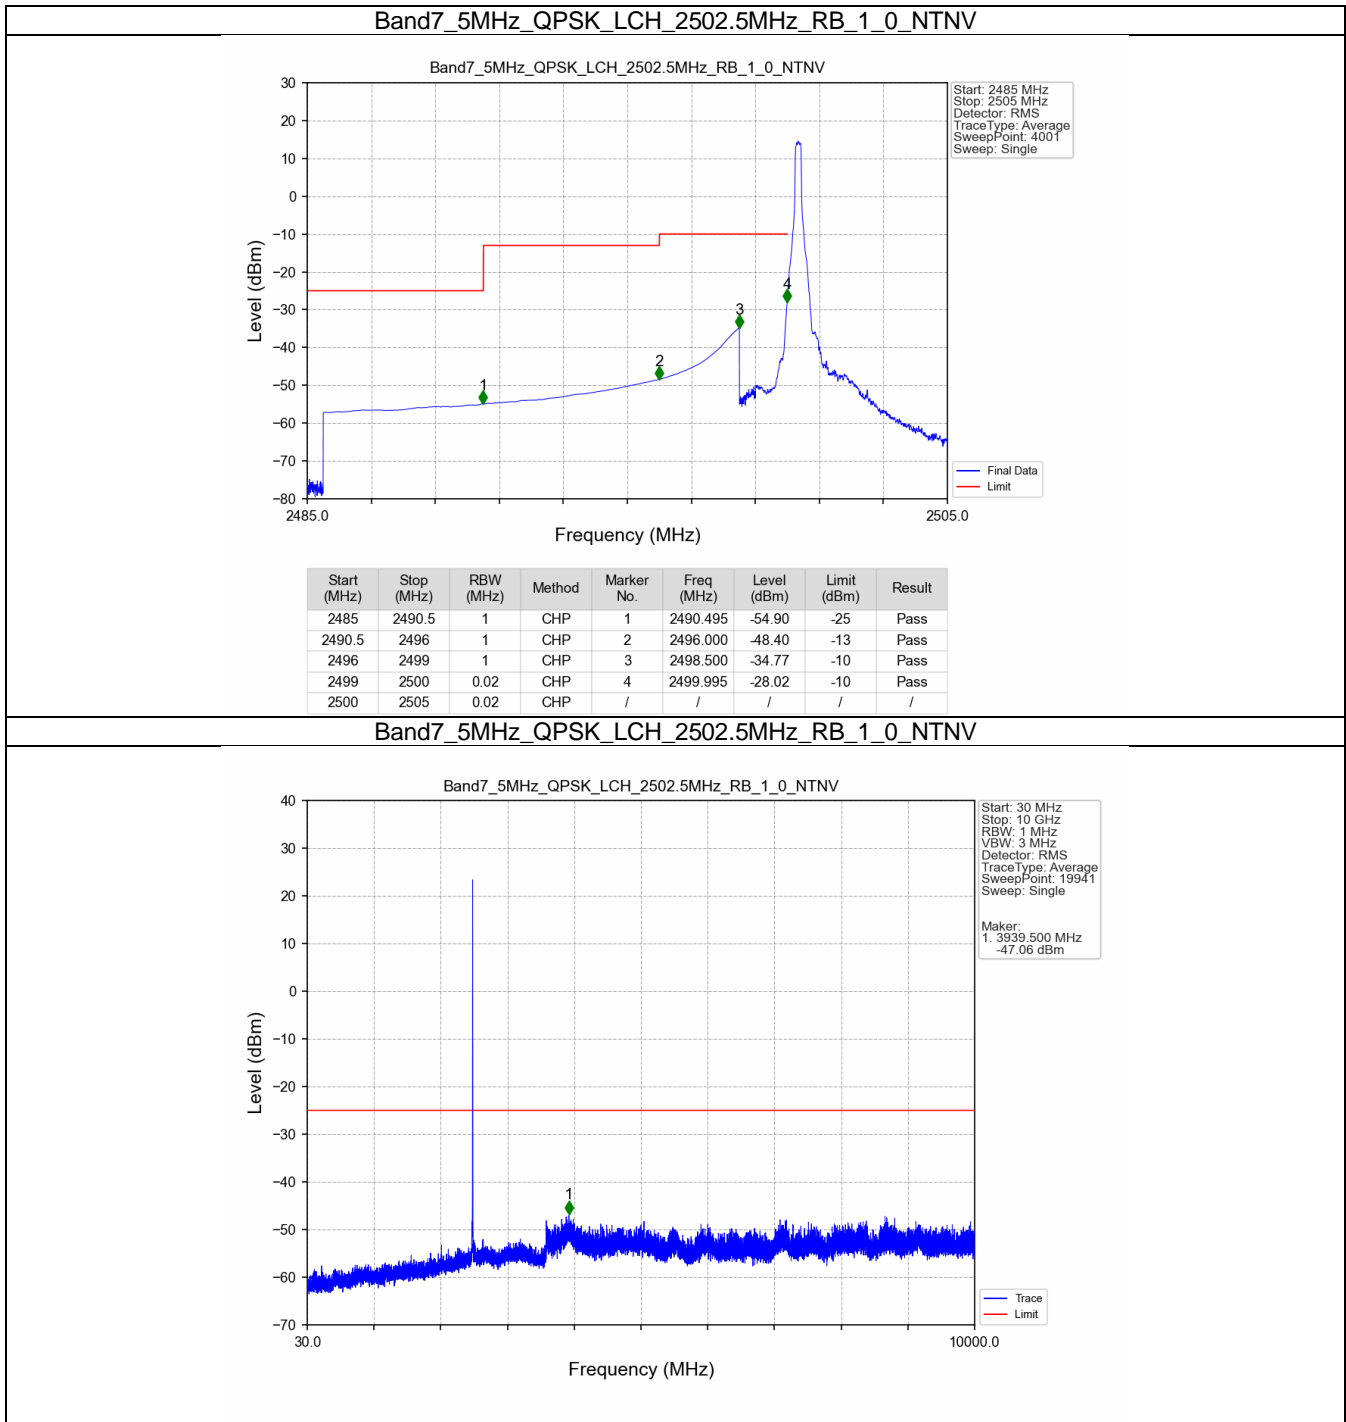 Band7_5MHz_QPSK_LCH_2502.5MHz_RB_1_0_NTNV
Band7_5MHz_QPSK_LCH_2502.5MHz_RB_1_0_NTNV
Start: 2485 MHz
Stop: 2505 MHz
Detector: RMS
TraceType: Average
SweepPoint: 4001
Sweep: Single
30
20
10
0
−10
−20
−30
−40
−50
−60
−70
−80
Level (dBm)
1
2
3
4
Final Data
Limit
2485.0 2505.0
Frequency (MHz)
Start (MHz) Stop (MHz) RBW (MHz) Method Marker No. Freq (MHz) Level (dBm) Limit (dBm) Result
2485 2490.5 1 CHP 1 2490.495 -54.90 -25 Pass
2490.5 2496 1 CHP 2 2496.000 -48.40 -13 Pass
2496 2499 1 CHP 3 2498.500 -34.77 -10 Pass
2499 2500 0.02 CHP 4 2499.995 -28.02 -10 Pass
2500 2505 0.02 CHP / / / / /
Band7_5MHz_QPSK_LCH_2502.5MHz_RB_1_0_NTNV
Band7_5MHz_QPSK_LCH_2502.5MHz_RB_1_0_NTNV
Start: 30 MHz
Stop: 10 GHz
RBW: 1 MHz
VBW: 3 MHz
Detector: RMS
TraceType: Average
SweepPoint: 19941
Sweep: Single
Maker:
1. 3939.500 MHz
-47.06 dBm
40
30
20
10
0
−10
−20
−30
−40
−50
−60
−70
Level (dBm)
1
Trace
Limit
30.0 10000.0
Frequency (MHz)